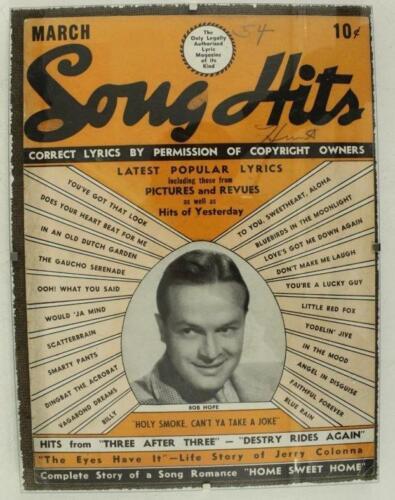 MARCH
The
Only Legally
Authorized
Lyric
Magazine
of its
Kind
54
10¢
Song Hits
CORRECT LYRICS BY PERMISSION OF COPYRIGHT OWNERS
LATEST POPULAR LYRICS
including those from
PICTURES and REVUES
as well as
Hits of Yesterday
YOU'VE GOT THAT LOOK
DOES YOUR HEART BEAT FOR ME
IN AN OLD DUTCH GARDEN
THE GAUCHO SERENADE
OOH! WHAT YOU SAID
WOULD 'JA MIND
SCATTERBRAIN
SMARTY PANTS
DINGBAT THE ACROBAT
VAGABOND DREAMS
BILLY
TO YOU, SWEETHEART, ALOHA
BLUEBIRDS IN THE MOONLIGHT
LOVE'S GOT ME DOWN AGAIN
DON'T MAKE ME LAUGH
YOU'RE A LUCKY GUY
LITTLE RED FOX
YODELIN' JIVE
IN THE MOOD
ANGEL IN DISGUISE
FAITHFUL FOREVER
BLUE RAIN
BOB HOPE
"HOLY SMOKE, CAN'T YA TAKE A JOKE"
HITS from "THREE AFTER THREE" – "DESTRY RIDES AGAIN"
"The Eyes Have It"—Life Story of Jerry Colonna
Complete Story of a Song Romance "HOME SWEET HOME"